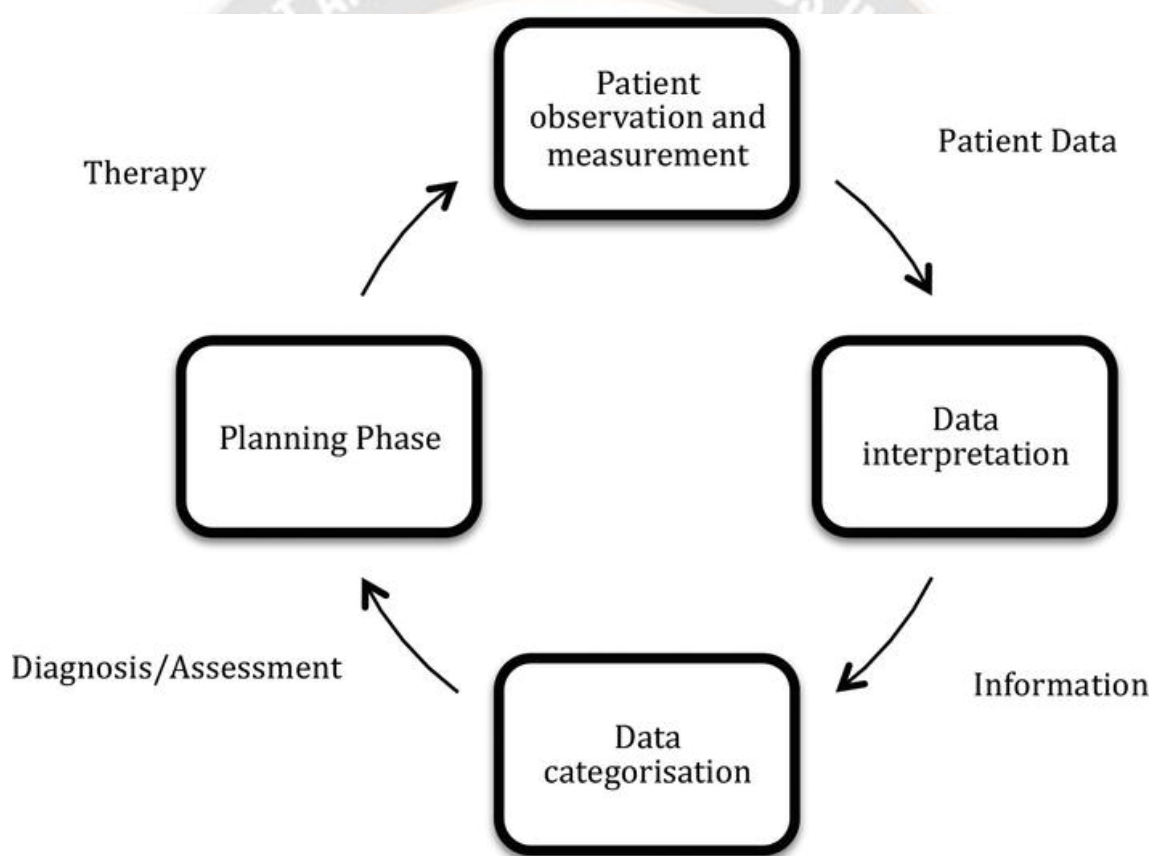 Patient
observation and
measurement
Patient Data
Therapy
Data
interpretation
Planning Phase
Information
Diagnosis/Assessment
Data
categorisation